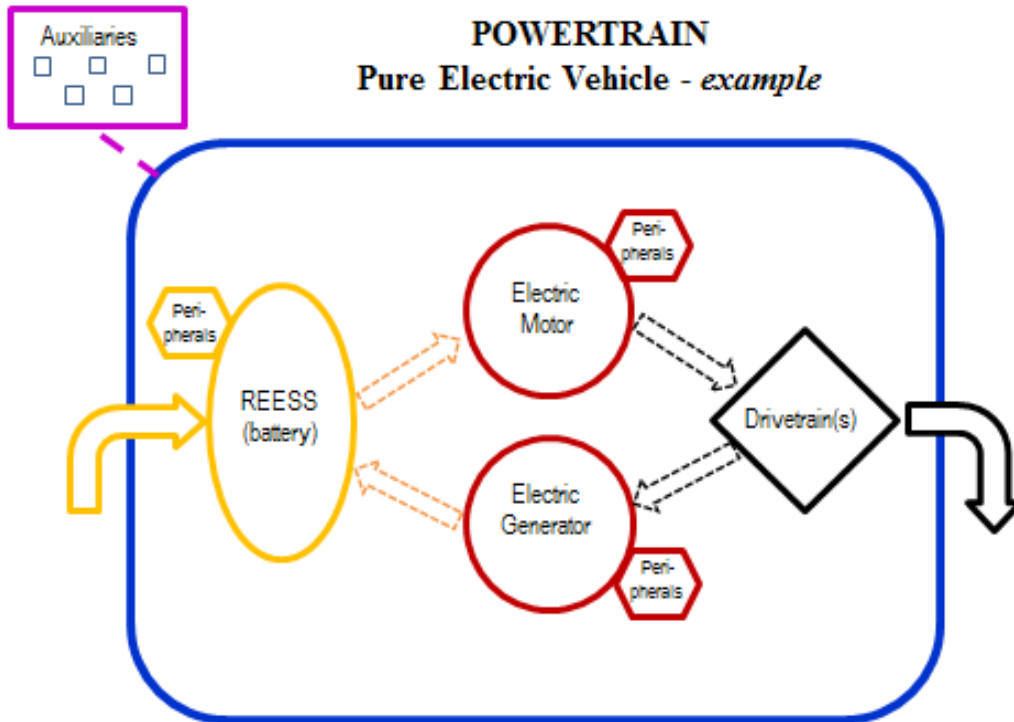 Auxiliaries
POWERTRAIN
Pure Electric Vehicle - example
Peri-
pherals
Electric
Motor
Peri-
pherals
REESS
(battery)
Drivetrain(s)
Electric
Generator
Peri-
pherals